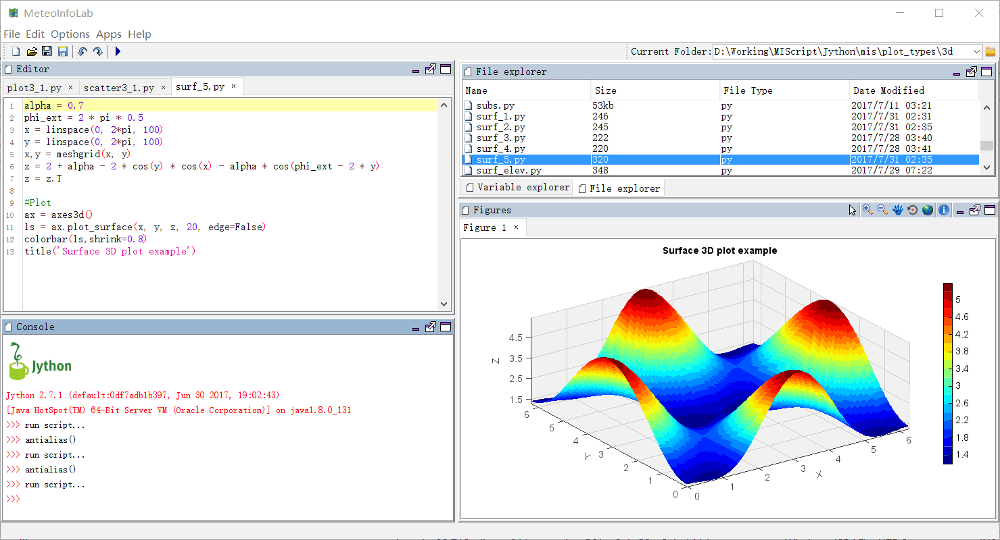 MeteoInfoLab
File Edit Options Apps Help
Current Folder: D:\Working\MIScript\Jython\mis\plot_types\3d
Editor
plot3_1.py × scatter3_1.py × surf_5.py ×
1 alpha = 0.7
2 phi_ext = 2 * pi * 0.5
3 x = linspace(0, 2*pi, 100)
4 y = linspace(0, 2*pi, 100)
5 x,y = meshgrid(x, y)
6 z = 2 + alpha - 2 * cos(y) * cos(x) - alpha * cos(phi_ext - 2 * y)
7 z = z.T
8
9 #Plot
10 ax = axes3d()
11 ls = ax.plot_surface(x, y, z, 20, edge=False)
12 colorbar(ls,shrink=0.8)
13 title('Surface 3D plot example')
Console
Jython
Jython 2.7.1 (default:0df7adb1b397, Jun 30 2017, 19:02:43)
[Java HotSpot(TM) 64-Bit Server VM (Oracle Corporation)] on java1.8.0_131
>>> run script...
>>> antialias()
>>> run script...
>>> antialias()
>>> run script...
>>>
File explorer
Name Size File Type Date Modified
subs.py 53kb py 2017/7/11 03:21
surf_1.py 246 py 2017/7/31 02:31
surf_2.py 245 py 2017/7/31 02:35
surf_3.py 222 py 2017/7/28 03:40
surf_4.py 220 py 2017/7/28 03:41
surf_5.py 320 py 2017/7/31 02:35
surf_elev.py 348 py 2017/7/29 07:22
Variable explorer File explorer
Figures
Figure 1 ×
Surface 3D plot example
Z
4.5
3.5
2.5
1.5
6
5
4
3
2
1
0
Y
0
1
2
3
4
5
6
X
5
4.6
4.2
3.8
3.4
3
2.6
2.2
1.8
1.4